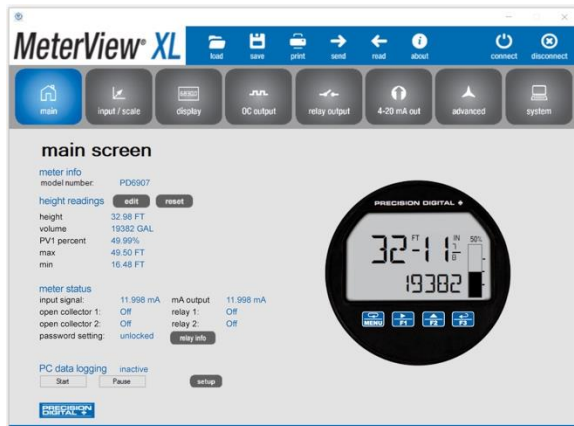 MeterView® XL
load save print send read about connect disconnect
main input / scale display OC output relay output 4-20 mA out advanced system
main screen
meter info
model number: PD6907
height readings edit reset
height 32.98 FT
volume 19382 GAL
PV1 percent 49.99%
max 49.50 FT
min 16.48 FT
meter status
input signal: 11.998 mA mA output 11.998 mA
open collector 1: Off relay 1: Off
open collector 2: Off relay 2: Off
password setting: unlocked relay info
PC data logging inactive
Start Pause setup
PRECISION DIGITAL
PRECISION DIGITAL
FT IN 50%
32-11 7/8
19382
MENU F1 F2 F3